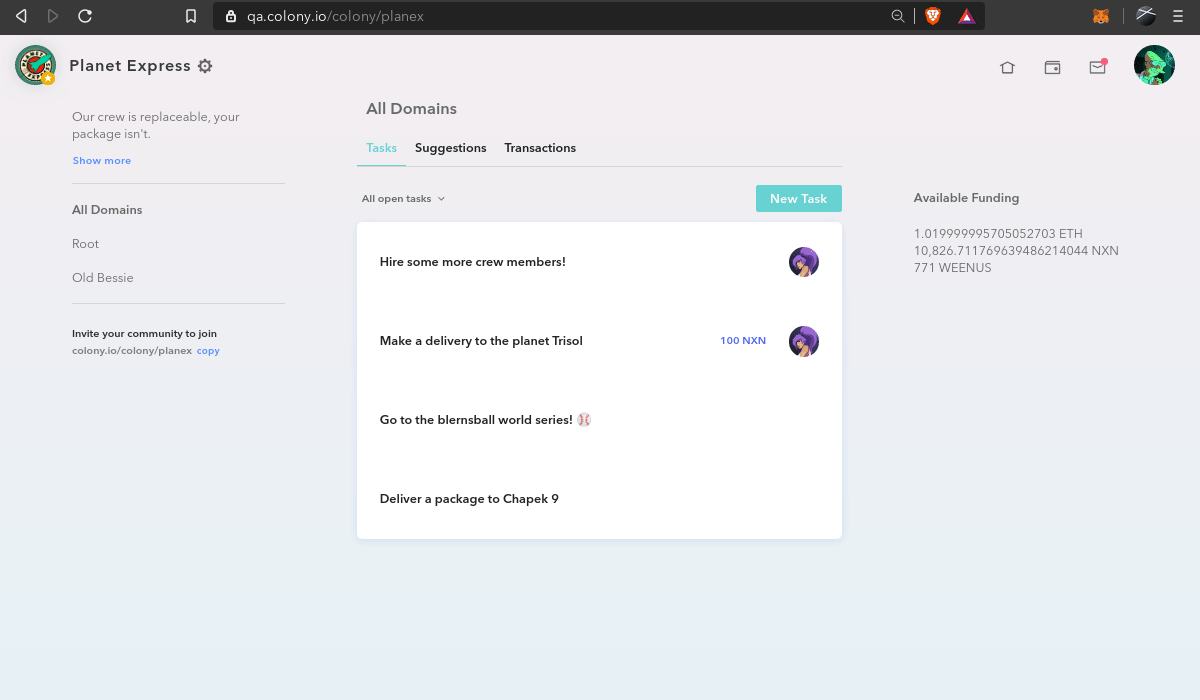 qa.colony.io/colony/planex
PLANET EXPRESS
Planet Express
Our crew is replaceable, your
package isn't.
Show more
All Domains
Root
Old Bessie
Invite your community to join
colony.io/colony/planex copy
All Domains
Tasks Suggestions Transactions
All open tasks
New Task
Hire some more crew members!
Make a delivery to the planet Trisol 100 NXN
Go to the blernsball world series!
Deliver a package to Chapek 9
Available Funding
1.019999995705052703 ETH
10,826.711769639486214044 NXN
771 WEENUS